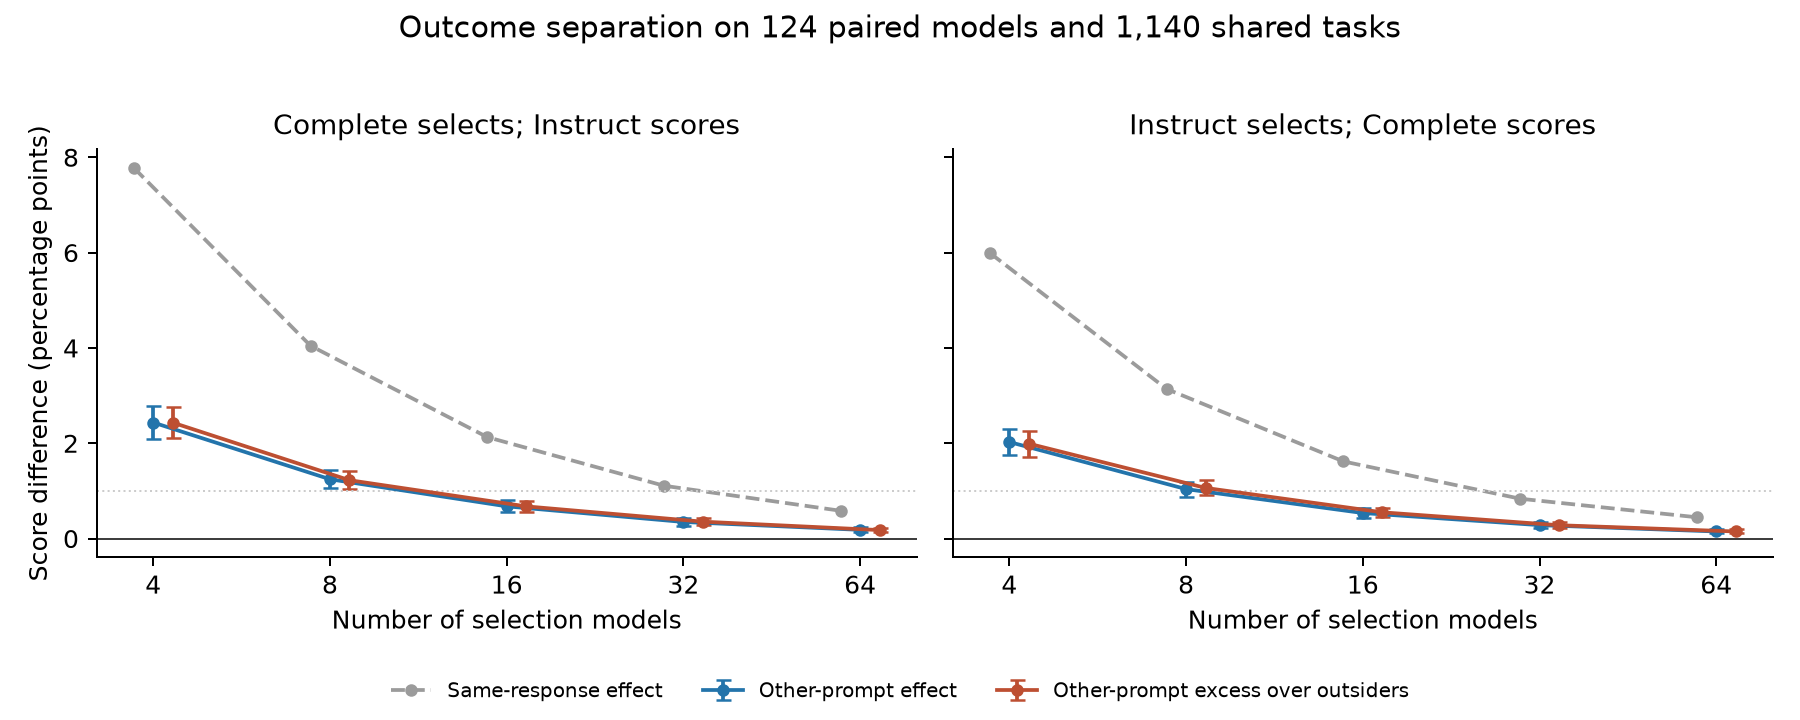 Outcome separation on 124 paired models and 1,140 shared tasks
Complete selects; Instruct scores
Instruct selects; Complete scores
Score difference (percentage points)
8
6
4
2
0
4 8 16 32 64
4 8 16 32 64
Number of selection models
Number of selection models
Same-response effect
Other-prompt effect
Other-prompt excess over outsiders